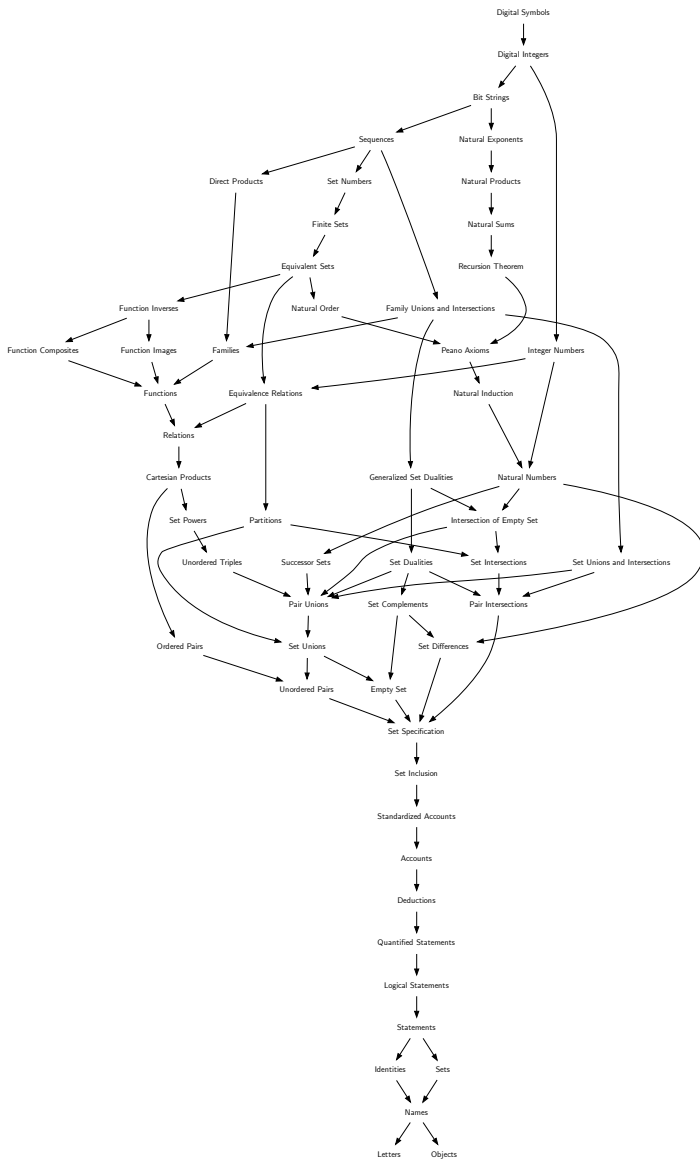 Digital Symbols
Digital Integers
Bit Strings
Sequences
Natural Exponents
Direct Products
Set Numbers
Natural Products
Finite Sets
Natural Sums
Equivalent Sets
Recursion Theorem
Function Inverses
Natural Order
Family Unions and Intersections
Function Composites
Function Images
Families
Peano Axioms
Integer Numbers
Functions
Equivalence Relations
Natural Induction
Relations
Cartesian Products
Generalized Set Dualities
Natural Numbers
Set Powers
Partitions
Intersection of Empty Set
Unordered Triples
Successor Sets
Set Dualities
Set Intersections
Set Unions and Intersections
Pair Unions
Set Complements
Pair Intersections
Ordered Pairs
Set Unions
Set Differences
Unordered Pairs
Empty Set
Set Specification
Set Inclusion
Standardized Accounts
Accounts
Deductions
Quantified Statements
Logical Statements
Statements
Identities
Sets
Names
Letters
Objects